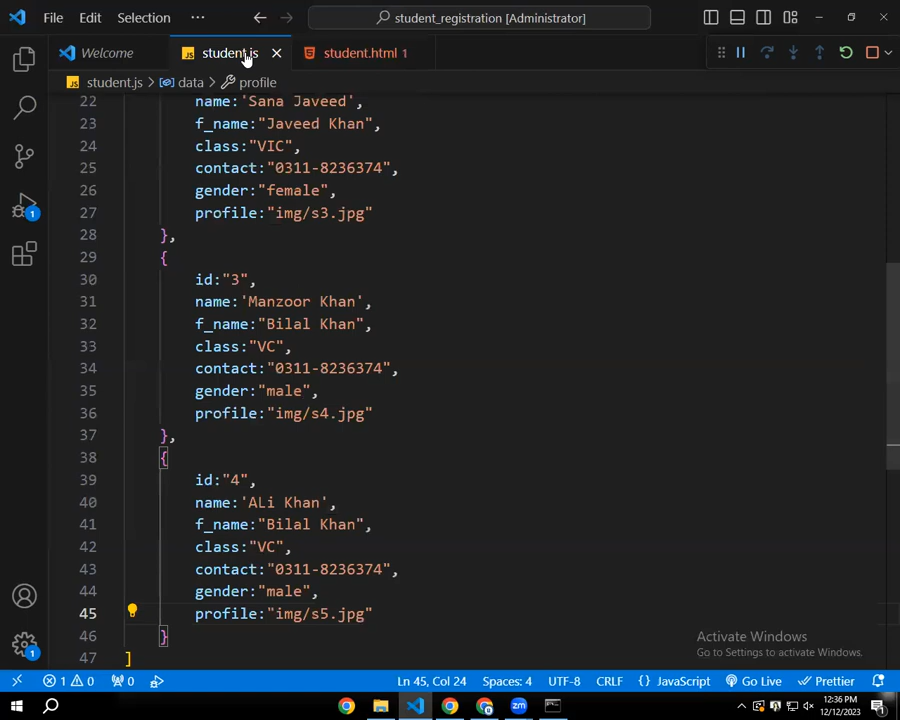 File Edit Selection ··· student_registration [Administrator]
Welcome student.js student.html 1
student.js > data > profile
22 name:'Sana Javeed',
23 f_name:"Javeed Khan",
24 class:"VIC",
25 contact:"0311-8236374",
26 gender:"female",
27 profile:"img/s3.jpg"
28 },
29 {
30 id:"3",
31 name:'Manzoor Khan',
32 f_name:"Bilal Khan",
33 class:"VC",
34 contact:"0311-8236374",
35 gender:"male",
36 profile:"img/s4.jpg"
37 },
38 {
39 id:"4",
40 name:'ALi Khan',
41 f_name:"Bilal Khan",
42 class:"VC",
43 contact:"0311-8236374",
44 gender:"male",
45 profile:"img/s5.jpg"
46 }
47 ]
Activate Windows
Go to Settings to activate Windows.
1 0 0 Ln 45, Col 24 Spaces: 4 UTF-8 CRLF {} JavaScript Go Live Prettier
12:36 PM
12/12/2023